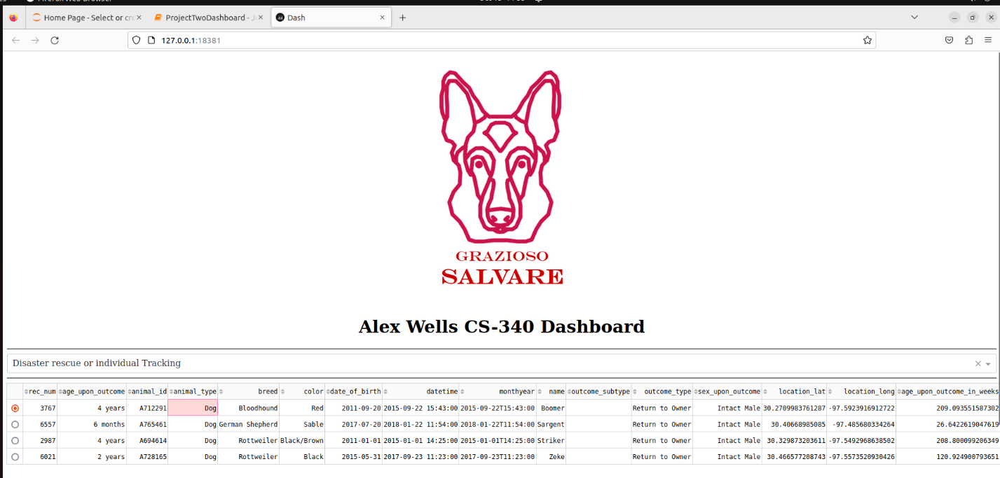 Home Page - Select or cre ProjectTwoDashboard - J Dash
127.0.0.1:18381
GRAZIOSO
SALVARE
Alex Wells CS-340 Dashboard
Disaster rescue or individual Tracking
rec_num age_upon_outcome animal_id animal_type breed color date_of_birth datetime monthyear name outcome_subtype outcome_type sex_upon_outcome location_lat location_long age_upon_outcome_in_weeks
3767 4 years A712291 Dog Bloodhound Red 2011-09-20 2015-09-22 15:43:00 2015-09-22T15:43:00 Boomer Return to Owner Intact Male 30.2709983761287 -97.5923916912722 209.093551587302
6557 6 months A765461 Dog German Shepherd Sable 2017-07-20 2018-01-22 11:54:00 2018-01-22T11:54:00 Sargent Return to Owner Intact Male 30.40668985085 -97.485680334264 26.6422619047619
2987 4 years A694614 Dog Rottweiler Black/Brown 2011-01-01 2015-01-01 14:25:00 2015-01-01T14:25:00 Striker Return to Owner Intact Male 30.329873203611 -97.5492968638502 208.800099206349
6021 2 years A728165 Dog Rottweiler Black 2015-05-31 2017-09-23 11:23:00 2017-09-23T11:23:00 Zeke Return to Owner Intact Male 30.466577208743 -97.5573520930426 120.924900793651